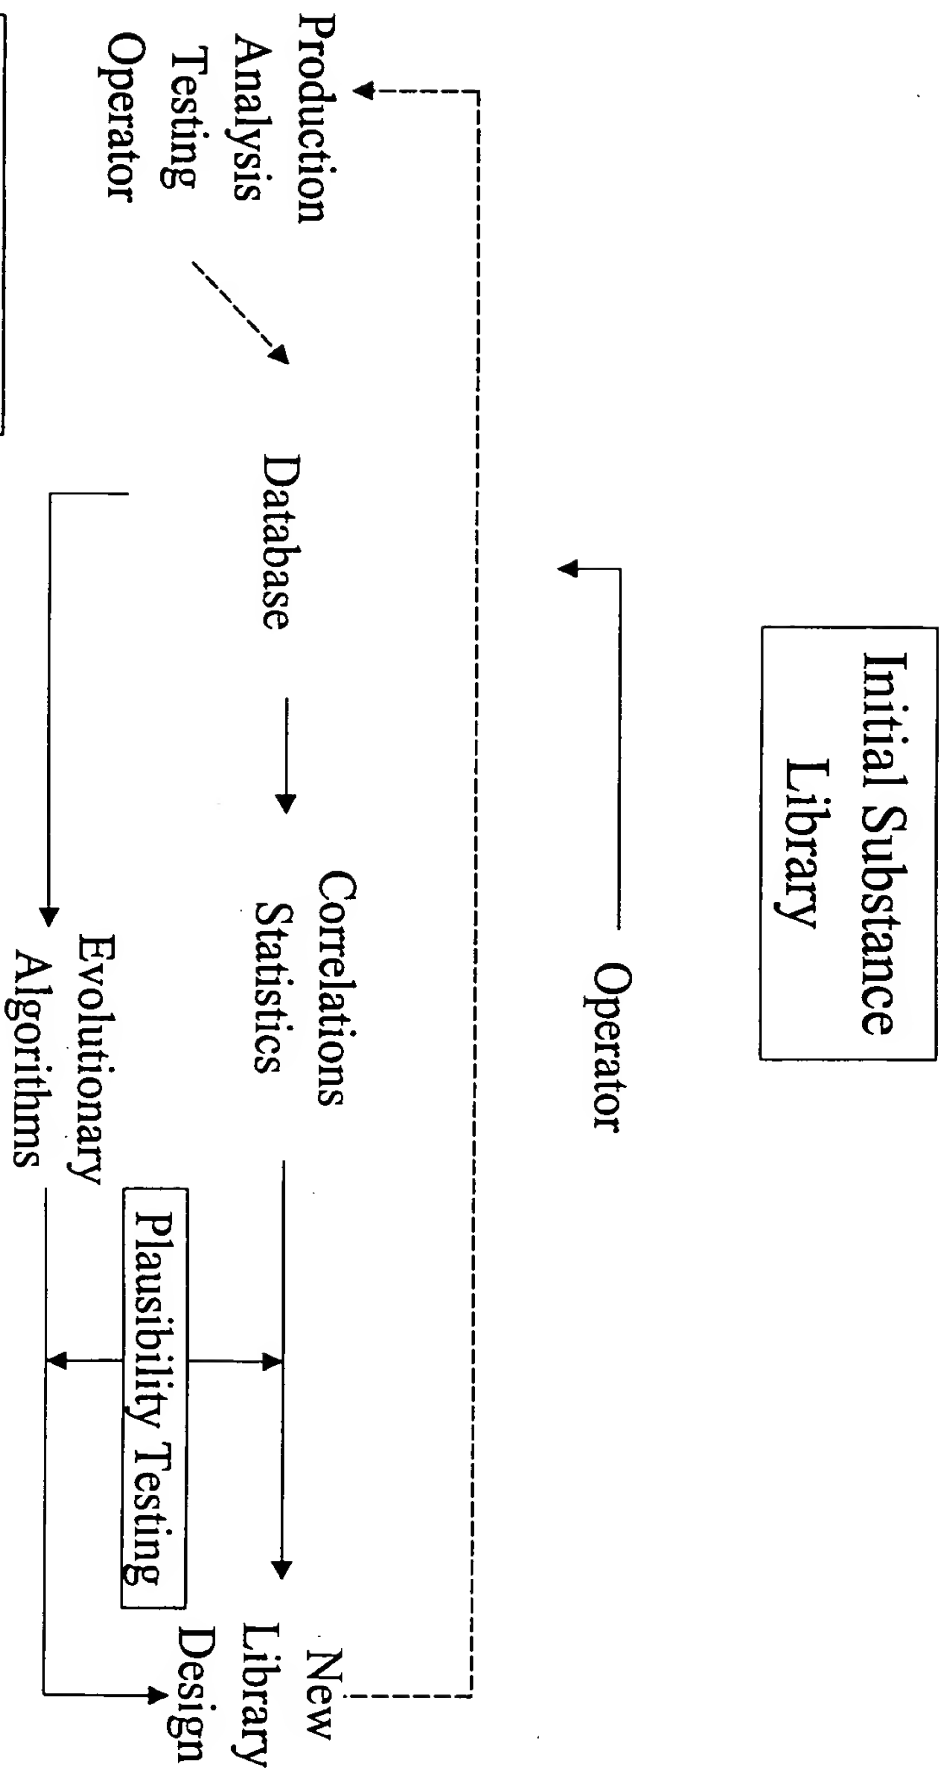 Initial Substance
Library
Operator
Production
Analysis
Testing
Operator
Database
Correlations
Statistics
New
Library
Design
Plausibility Testing
Evolutionary
Algorithms